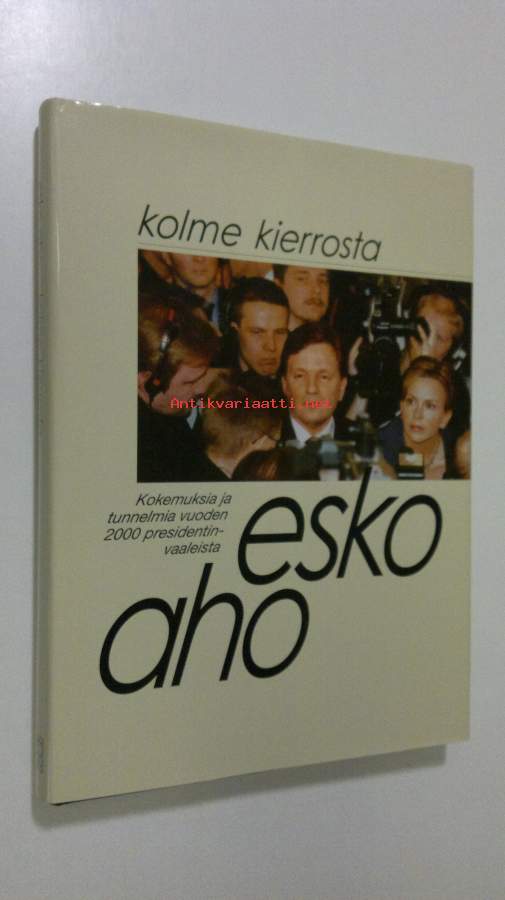 kolme kierrosta
Antikvariaatti.net
Kokemuksia ja
tunnelmia vuoden
2000 presidentin-
vaaleista
esko
aho